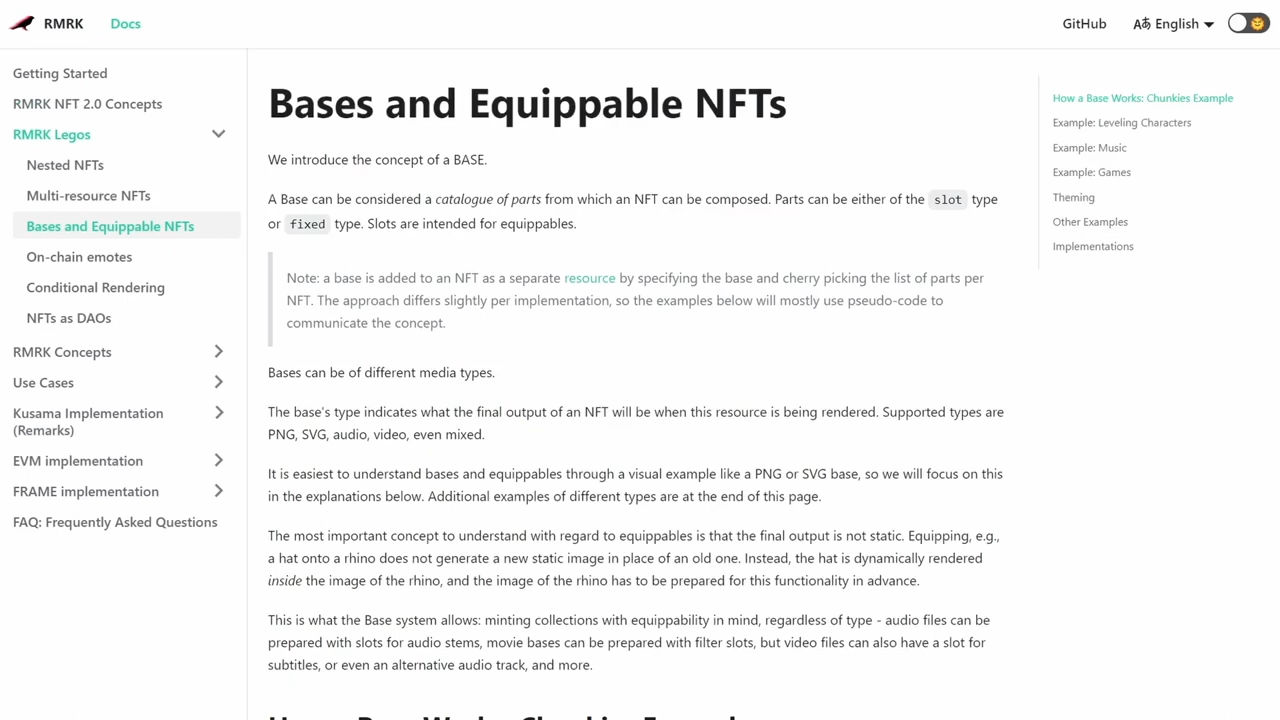 RMRK
Docs
GitHub
Aあ English
Getting Started
RMRK NFT 2.0 Concepts
RMRK Legos
Nested NFTs
Multi-resource NFTs
Bases and Equippable NFTs
On-chain emotes
Conditional Rendering
NFTs as DAOs
RMRK Concepts
Use Cases
Kusama Implementation
(Remarks)
EVM implementation
FRAME implementation
FAQ: Frequently Asked Questions
Bases and Equippable NFTs
We introduce the concept of a BASE.
A Base can be considered a catalogue of parts from which an NFT can be composed. Parts can be either of the slot type
or fixed type. Slots are intended for equippables.
Note: a base is added to an NFT as a separate resource by specifying the base and cherry picking the list of parts per
NFT. The approach differs slightly per implementation, so the examples below will mostly use pseudo-code to
communicate the concept.
Bases can be of different media types.
The base's type indicates what the final output of an NFT will be when this resource is being rendered. Supported types are
PNG, SVG, audio, video, even mixed.
It is easiest to understand bases and equippables through a visual example like a PNG or SVG base, so we will focus on this
in the explanations below. Additional examples of different types are at the end of this page.
The most important concept to understand with regard to equippables is that the final output is not static. Equipping, e.g.,
a hat onto a rhino does not generate a new static image in place of an old one. Instead, the hat is dynamically rendered
inside the image of the rhino, and the image of the rhino has to be prepared for this functionality in advance.
This is what the Base system allows: minting collections with equippability in mind, regardless of type - audio files can be
prepared with slots for audio stems, movie bases can be prepared with filter slots, but video files can also have a slot for
subtitles, or even an alternative audio track, and more.
How a Base Works: Chunkies Example
How a Base Works: Chunkies Example
Example: Leveling Characters
Example: Music
Example: Games
Theming
Other Examples
Implementations